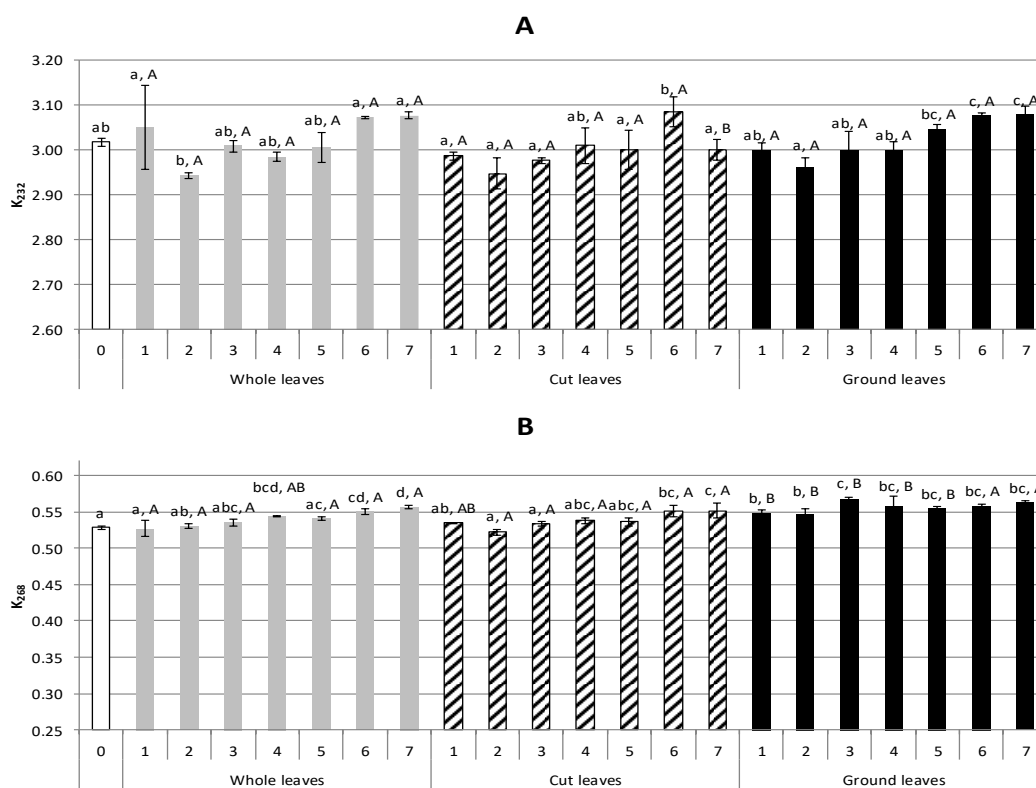 A
3.20
3.10
3.00
2.90
2.80
2.70
2.60
K232
ab a, A b, A ab, A ab, A ab, A a, A a, A a, A a, A a, A ab, A a, A b, A a, B ab, A a, A ab, A ab, A bc, A c, A c, A
0 1 2 3 4 5 6 7 1 2 3 4 5 6 7 1 2 3 4 5 6 7
Whole leaves Cut leaves Ground leaves
B
0.60
0.55
0.50
0.45
0.40
0.35
0.30
0.25
K268
a a, A ab, A abc, A bcd, AB ac, A cd, A d, A ab, AB a, A a, A abc, A abc, A bc, A c, A b, B b, B c, B bc, B bc, B bc, A bc, A
0 1 2 3 4 5 6 7 1 2 3 4 5 6 7 1 2 3 4 5 6 7
Whole leaves Cut leaves Ground leaves